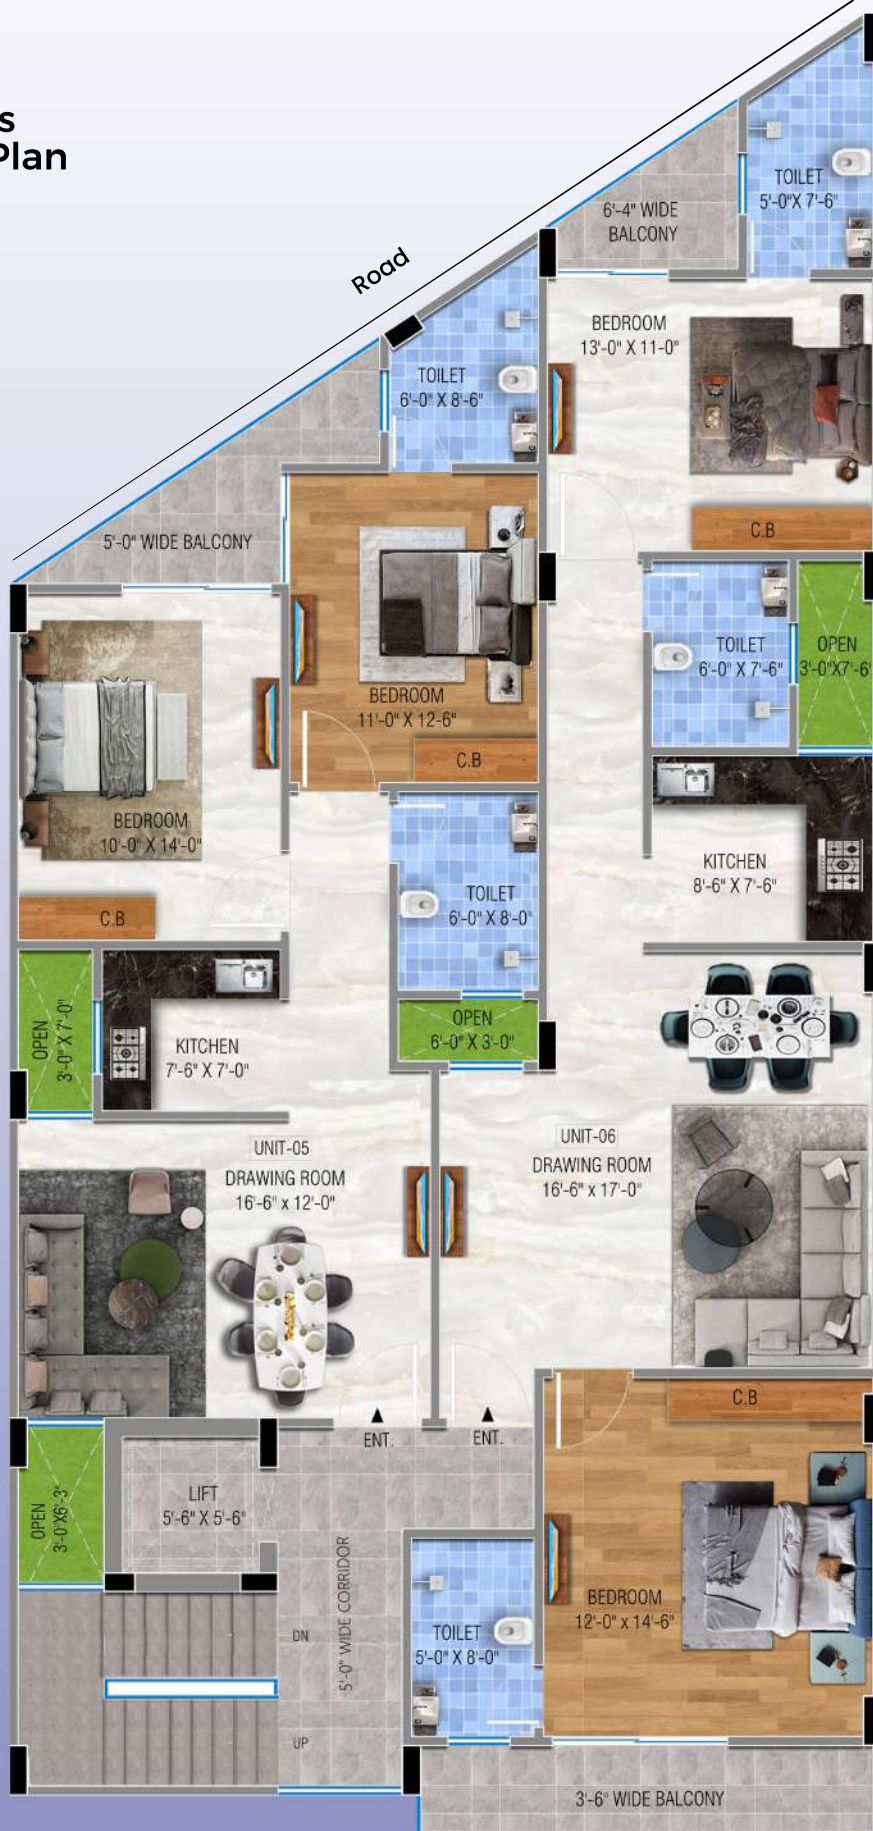 s
Plan
Road
TOILET
5'-0"X 7'-6"
6'-4" WIDE
BALCONY
BEDROOM
13'-0" X 11-0"
TOILET
6'-0" X 8'-6"
C.B
5'-0" WIDE BALCONY
TOILET
6'-0" X 7'-6"
OPEN
3'-0"X7'-6"
BEDROOM
11'-0" X 12-6"
C.B
BEDROOM
10'-0" X 14'-0"
KITCHEN
8'-6" X 7'-6"
TOILET
6'-0" X 8'-0"
C.B
OPEN
3'-0" X 7'-0"
KITCHEN
7'-6" X 7'-0"
OPEN
6'-0" X 3'-0"
UNIT-05
DRAWING ROOM
16'-6" x 12'-0"
UNIT-06
DRAWING ROOM
16'-6" x 17'-0"
C.B
ENT.
ENT.
OPEN
3'-0"X6'-3"
LIFT
5'-6" X 5'-6"
5'-0" WIDE CORRIDOR
DN
UP
BEDROOM
12'-0" x 14'-6"
TOILET
5'-0" X 8'-0"
3'-6" WIDE BALCONY